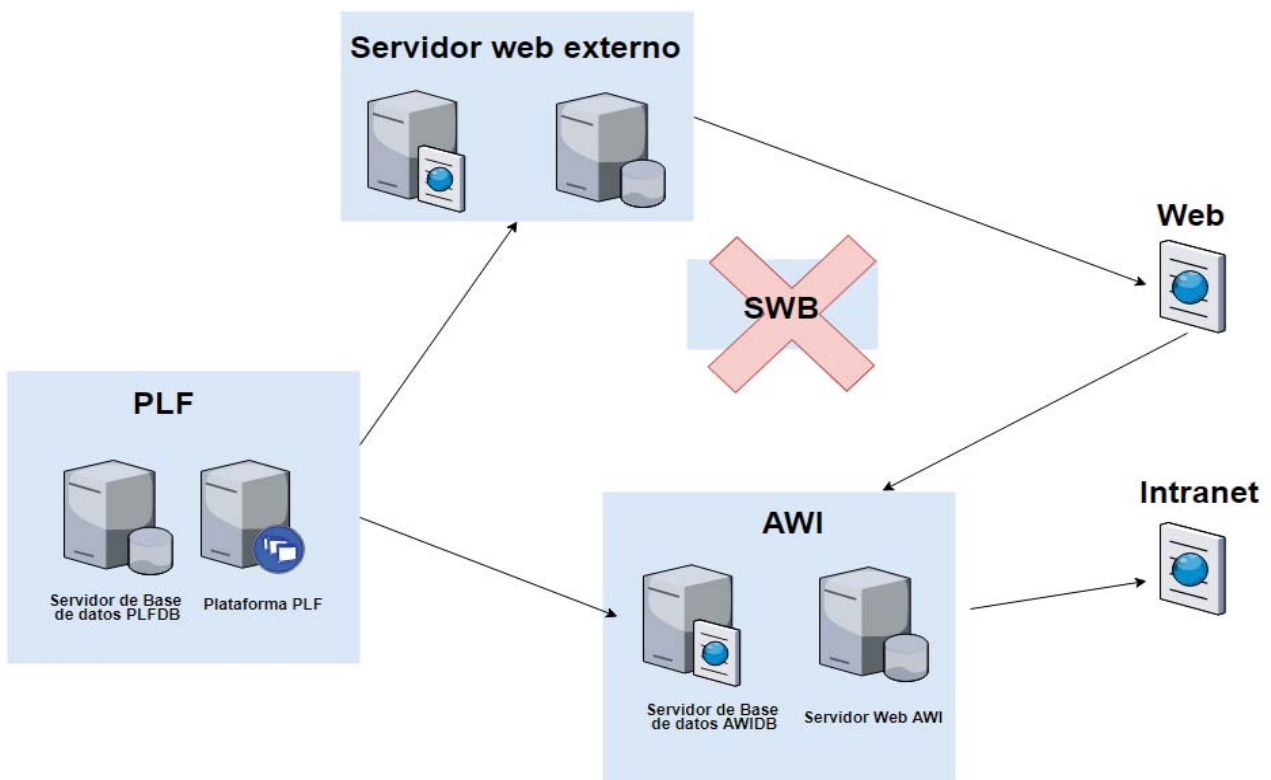 Servidor web externo
Web
SWB
PLF
Servidor de Base
de datos PLFDB
Plataforma PLF
Intranet
AWI
Servidor de Base
de datos AWIDB
Servidor Web AWI